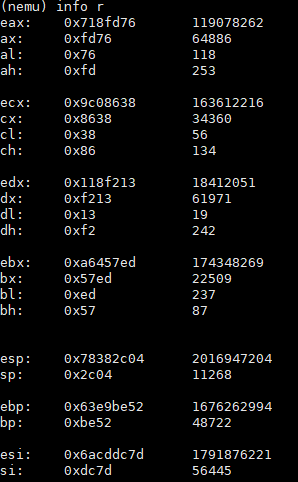 (nemu) info r
eax: 0x718fd76 119078262
ax: 0xfd76 64886
al: 0x76 118
ah: 0xfd 253
ecx: 0x9c08638 163612216
cx: 0x8638 34360
cl: 0x38 56
ch: 0x86 134
edx: 0x118f213 18412051
dx: 0xf213 61971
dl: 0x13 19
dh: 0xf2 242
ebx: 0xa6457ed 174348269
bx: 0x57ed 22509
bl: 0xed 237
bh: 0x57 87
esp: 0x78382c04 2016947204
sp: 0x2c04 11268
ebp: 0x63e9be52 1676262994
bp: 0xbe52 48722
esi: 0x6acddc7d 1791876221
si: 0xdc7d 56445